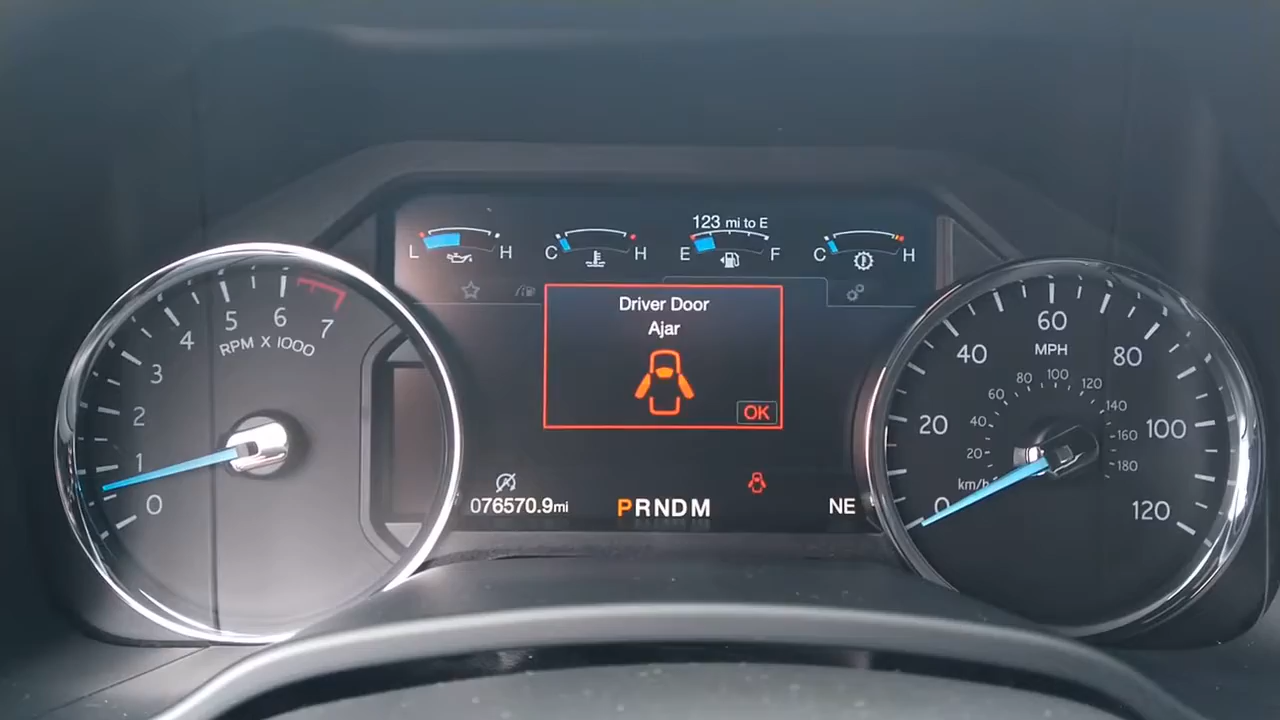 123 mi to E
L H
C H
E F
C H
Driver Door
Ajar
OK
076570.9mi
PRNDM
NE
0
1
2
3
4
5
6
7
RPM X 1000
0
20
40
60
80
100
120
MPH
20
40
60
80
100
120
140
160
180
km/h